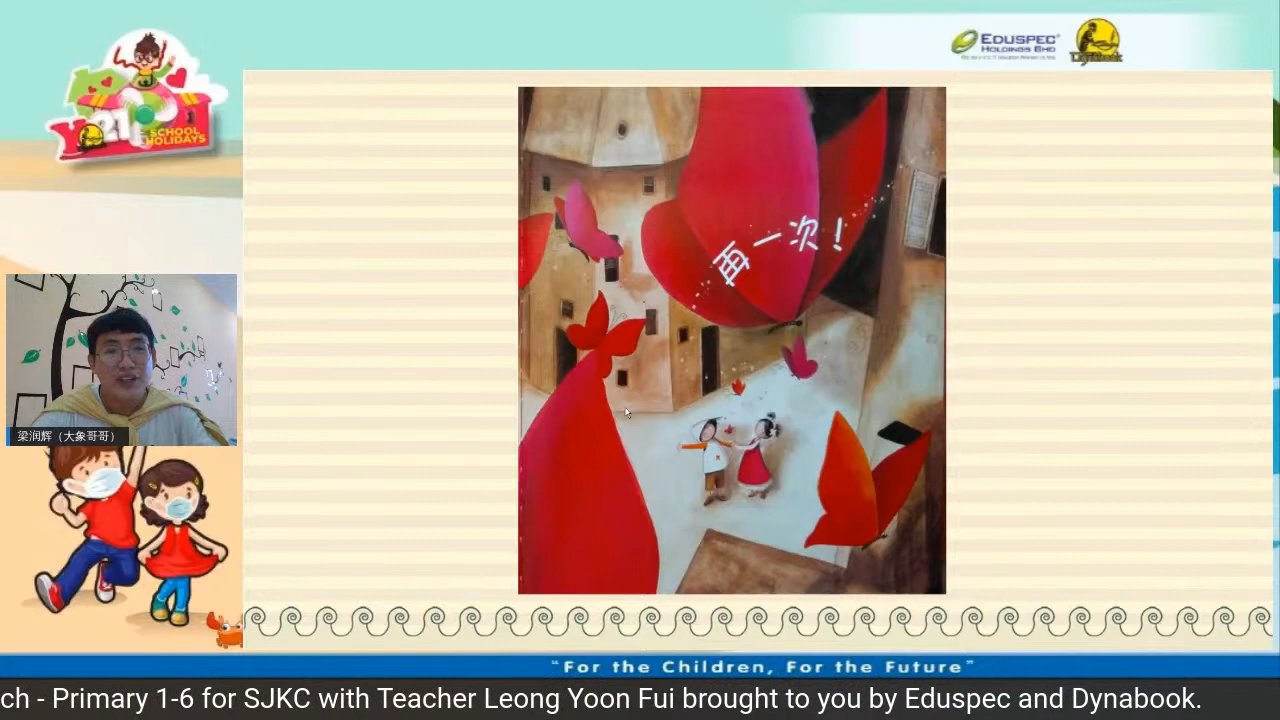 EDUSPEC
HOLDINGS BHD
Dynabook
SCHOOL
HOLIDAYS
再一次！
梁润辉（大象哥哥）
“For the Children, For the Future”
ch - Primary 1-6 for SJKC with Teacher Leong Yoon Fui brought to you by Eduspec and Dynabook.